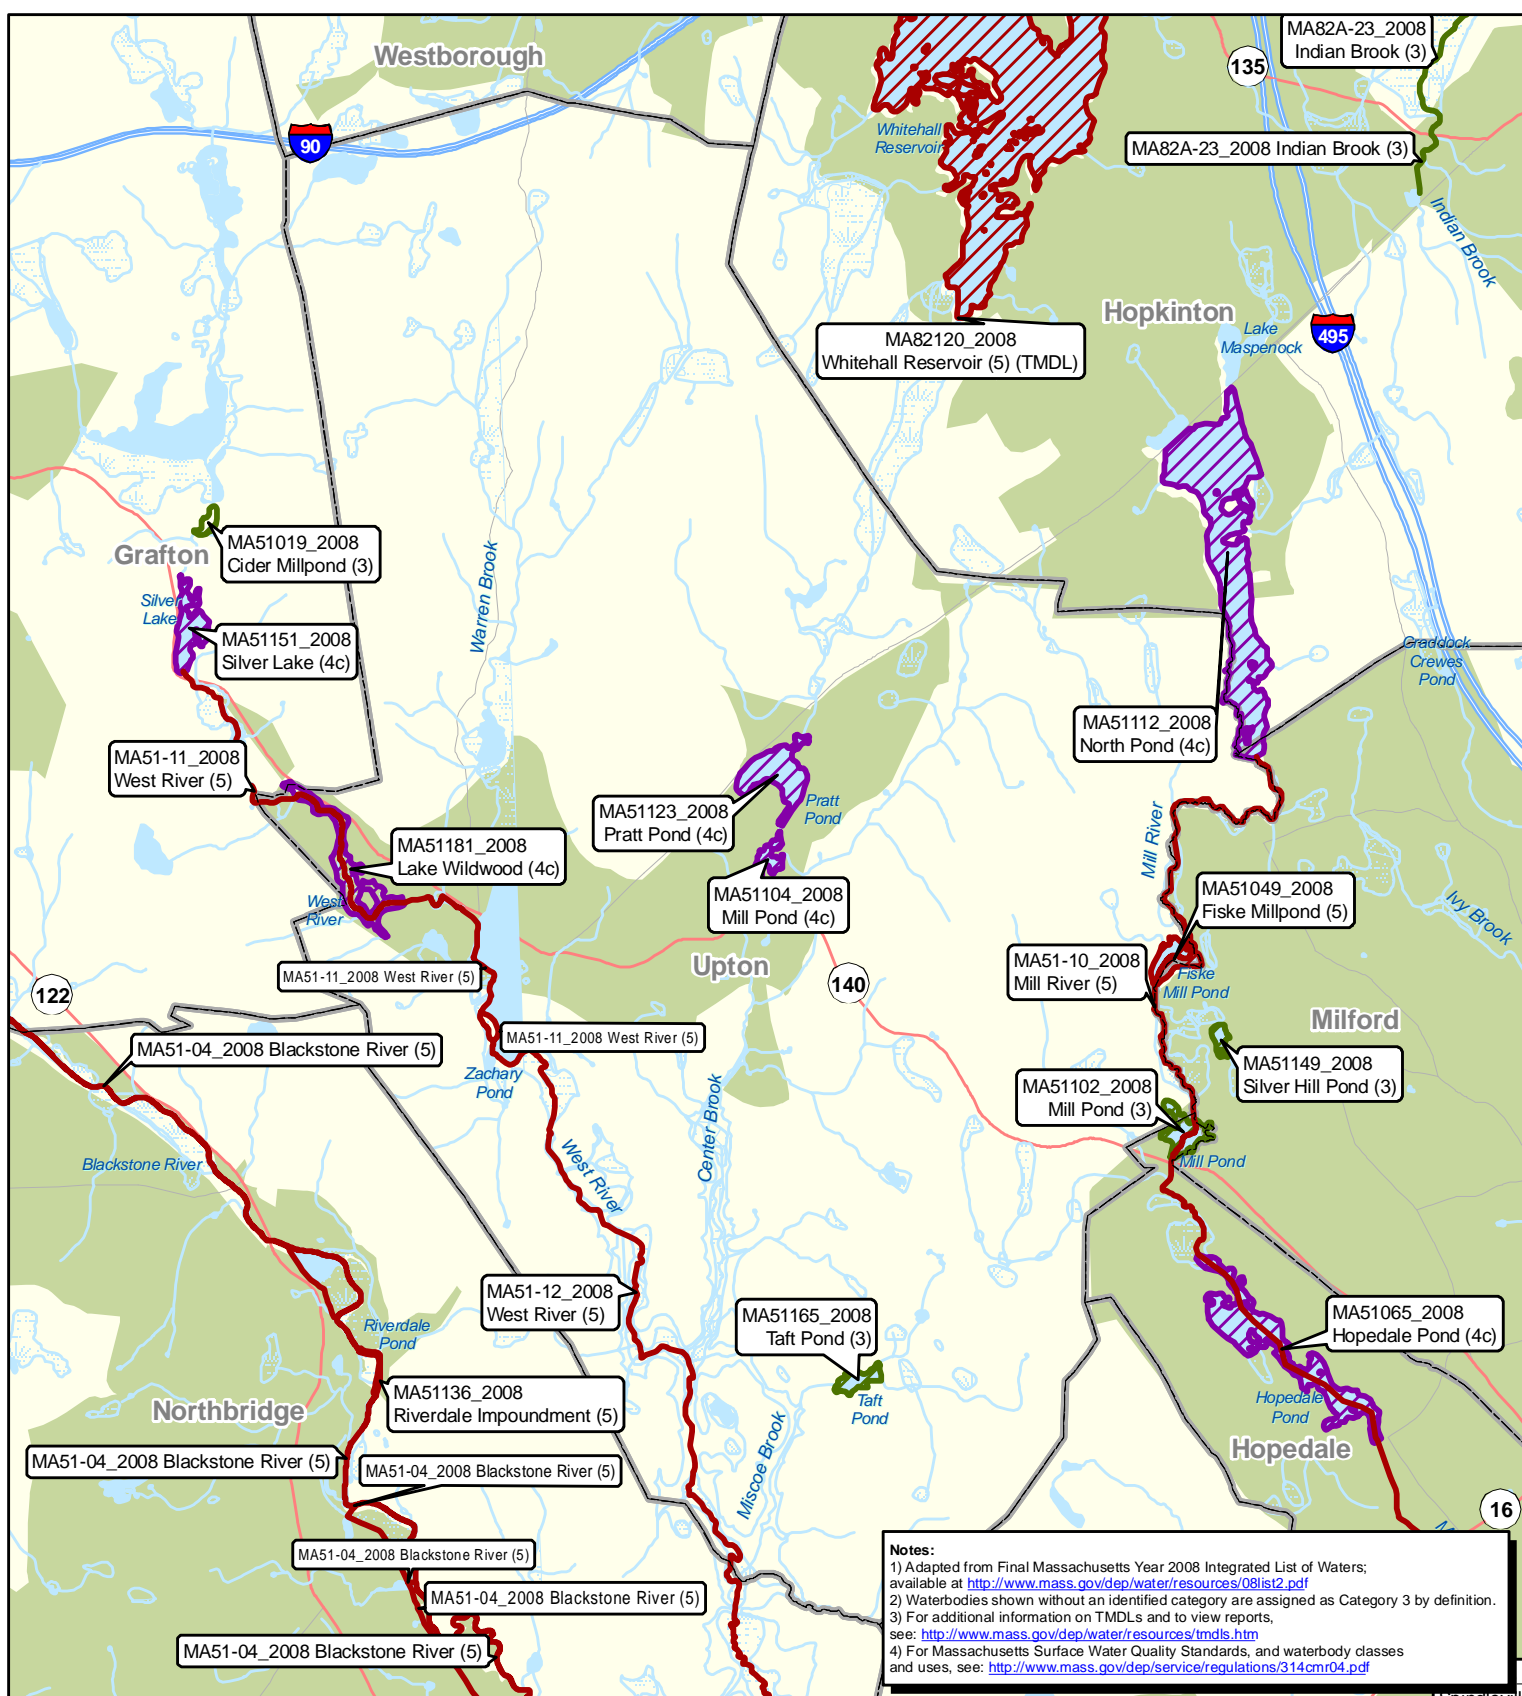 Westborough
MA82A-23_2008
Indian Brook (3)
135
90
Whitehall
Reservoir
MA82A-23_2008 Indian Brook (3)
Indian Brook
Hopkinton
MA82120_2008
Whitehall Reservoir (5) (TMDL)
Lake
Maspenock
495
MA51019_2008
Cider Millpond (3)
Grafton
Silver
Lake
MA51151_2008
Silver Lake (4c)
Warren Brook
Craddock
Crewes
Pond
MA51112_2008
North Pond (4c)
MA51-11_2008
West River (5)
MA51123_2008
Pratt Pond (4c)
Pratt
Pond
Mill River
MA51181_2008
Lake Wildwood (4c)
West
River
MA51104_2008
Mill Pond (4c)
MA51049_2008
Fiske Millpond (5)
Ivy Brook
Upton
MA51-10_2008
Mill River (5)
Fiske
Mill Pond
MA51-11_2008 West River (5)
122
140
Milford
MA51-11_2008 West River (5)
MA51-04_2008 Blackstone River (5)
Zachary
Pond
MA51149_2008
Silver Hill Pond (3)
MA51102_2008
Mill Pond (3)
Center Brook
Blackstone River
West River
Mill Pond
MA51-12_2008
West River (5)
MA51165_2008
Taft Pond (3)
MA51065_2008
Hopedale Pond (4c)
Riverdale
Pond
MA51136_2008
Riverdale Impoundment (5)
Taft
Pond
Hopedale
Pond
Northbridge
Hopedale
MA51-04_2008 Blackstone River (5)
MA51-04_2008 Blackstone River (5)
Miscoe Brook
16
MA51-04_2008 Blackstone River (5)
MA51-04_2008 Blackstone River (5)
MA51-04_2008 Blackstone River (5)
Notes:
1) Adapted from Final Massachusetts Year 2008 Integrated List of Waters;
available at http://www.mass.gov/dep/water/resources/08list2.pdf
2) Waterbodies shown without an identified category are assigned as Category 3 by definition.
3) For additional information on TMDLs and to view reports,
see: http://www.mass.gov/dep/water/resources/tmdls.htm
4) For Massachusetts Surface Water Quality Standards, and waterbody classes
and uses, see: http://www.mass.gov/dep/service/regulations/314cmr04.pdf